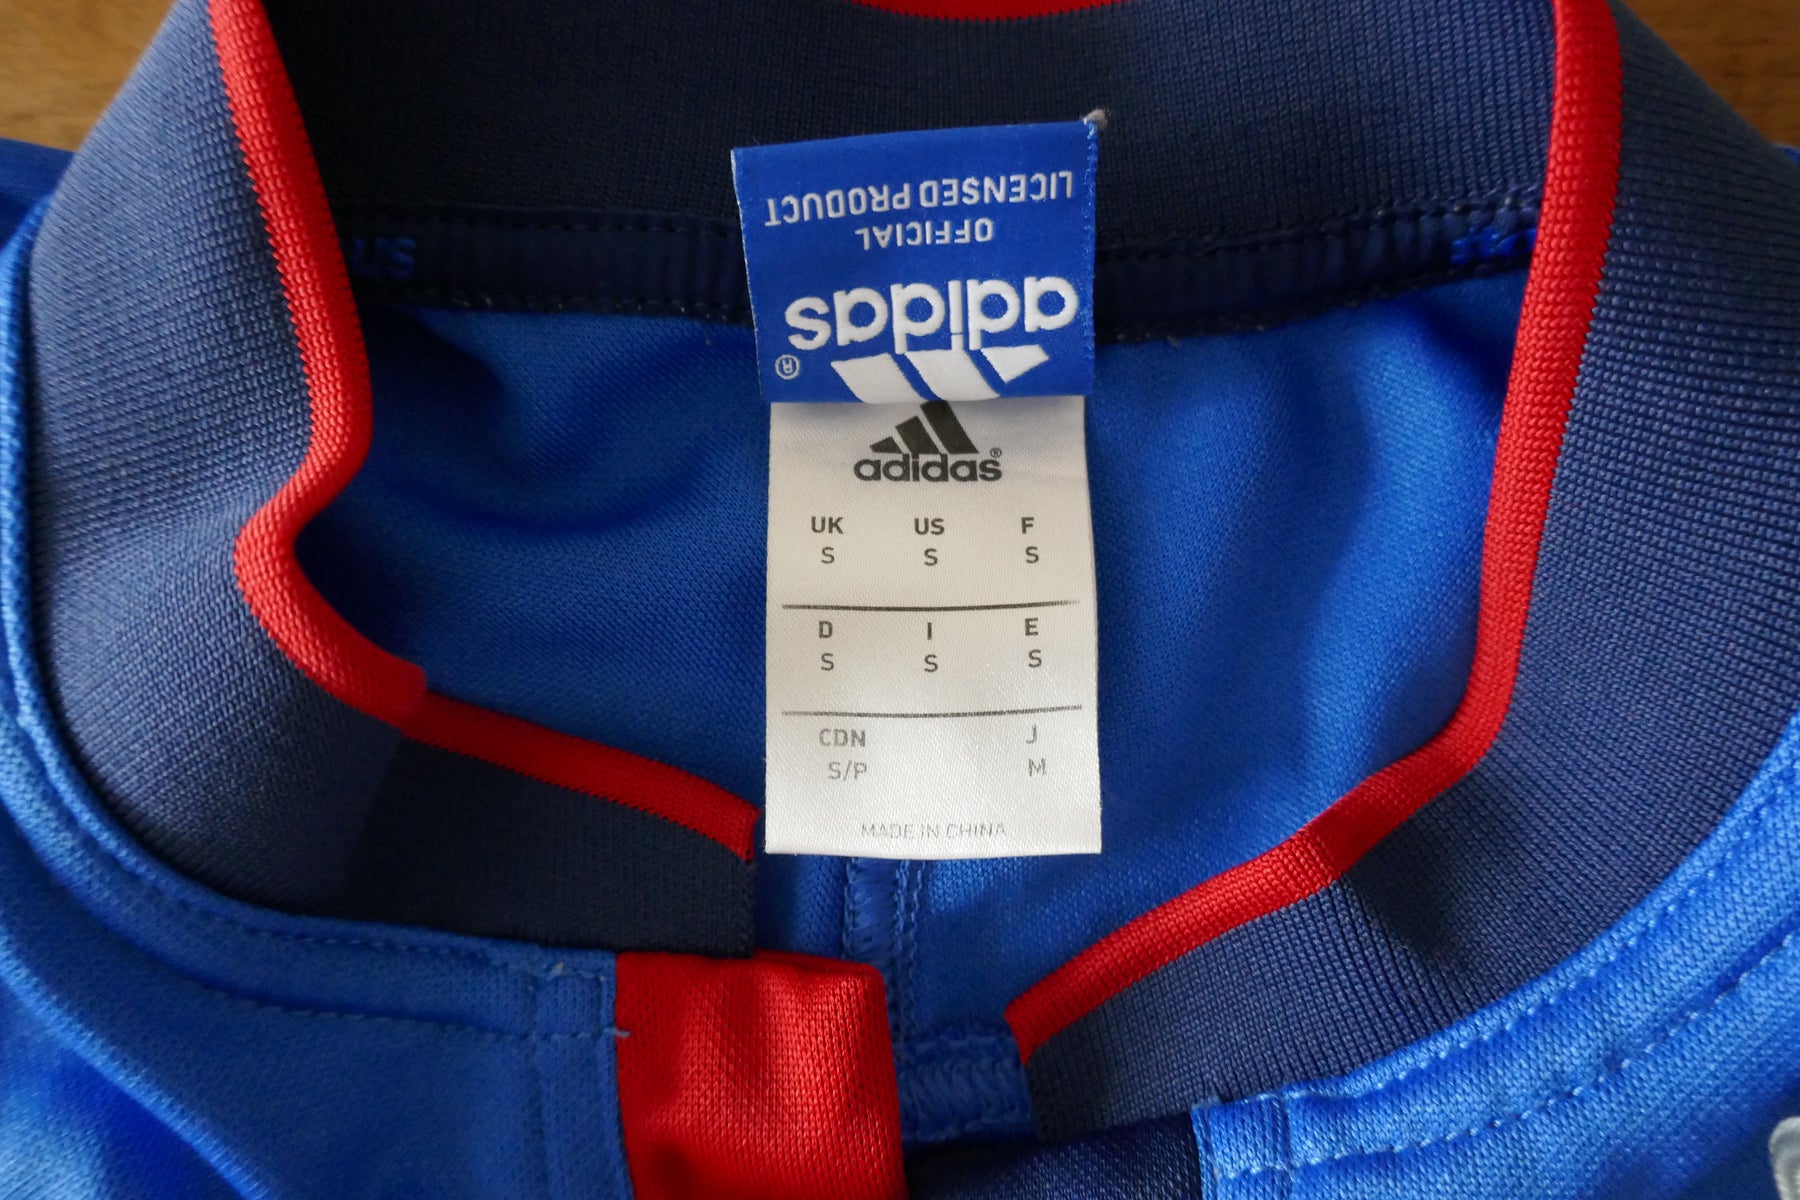 LICENSED PRODUCT
OFFICIAL
adidas
®
adidas®
UK US F
S S S
D I E
S S S
CDN J
S/P M
MADE IN CHINA